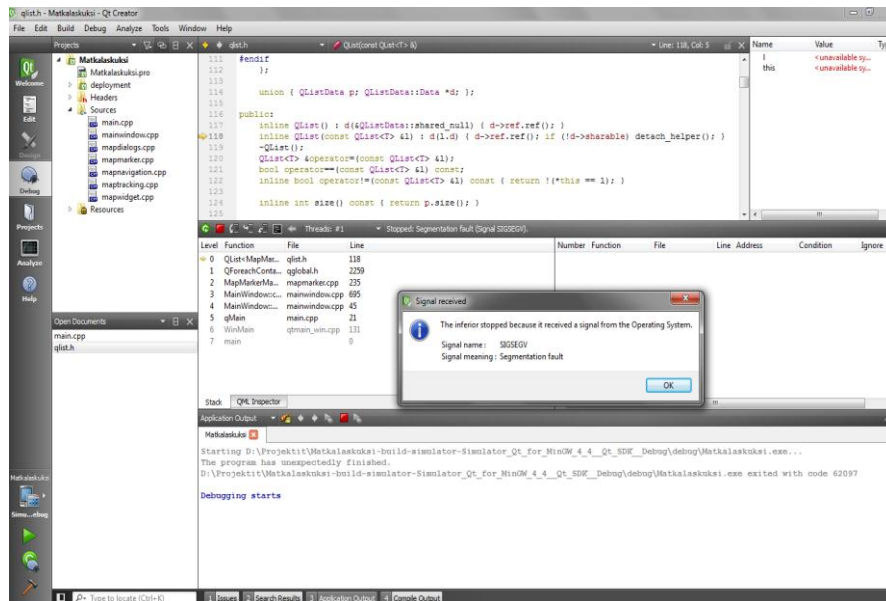 qlist.h - Matkalaskuksi - Qt Creator
File Edit Build Debug Analyze Tools Window Help
Projects
qlist.h
QList(const QList<T> &)
Line: 118, Col: 5
Name Value
Welcome
Edit
Design
Debug
Projects
Analyze
Help
Matkalaskuksi
Matkalaskuksi.pro
deployment
Headers
Sources
main.cpp
mainwindow.cpp
mapdialogs.cpp
mapmarker.cpp
mapnavigation.cpp
maptracking.cpp
mapwidget.cpp
Resources
111 #endif
112 };
113
114 union { QListData p; QListData::Data *d; };
115
116 public:
117 inline QList() : d(&QListData::shared_null) { d->ref.ref(); }
118 inline QList(const QList<T> &l) : d(l.d) { d->ref.ref(); if (!d->sharable) detach_helper(); }
119 ~QList();
120 QList<T> &operator=(const QList<T> &l);
121 bool operator==(const QList<T> &l) const;
122 inline bool operator!=(const QList<T> &l) const { return !(*this == l); }
123
124 inline int size() const { return p.size(); }
125
l <unavailable sy...
this <unavailable sy...
Threads: #1
Stopped: Segmentation fault (Signal SIGSEGV).
Level Function File Line
0 QList<MapMar... qlist.h 118
1 QForeachConta... qglobal.h 2259
2 MapMarkerMa... mapmarker.cpp 235
3 MainWindow::c... mainwindow.cpp 695
4 MainWindow::... mainwindow.cpp 45
5 qMain main.cpp 21
6 WinMain qtmain_win.cpp 131
7 main 0
Number Function File Line Address Condition Ignore
Signal received
The inferior stopped because it received a signal from the Operating System.
Signal name : SIGSEGV
Signal meaning : Segmentation fault
OK
Open Documents
main.cpp
qlist.h
Stack QML Inspector
Application Output
Matkalaskuksi
Starting D:\Projektit\Matkalaskuksi-build-simulator-Simulator_Qt_for_MinGW_4_4__Qt_SDK__Debug\debug\Matkalaskuksi.exe...
The program has unexpectedly finished.
D:\Projektit\Matkalaskuksi-build-simulator-Simulator_Qt_for_MinGW_4_4__Qt_SDK__Debug\debug\Matkalaskuksi.exe exited with code 62097
Debugging starts
Matkalaskuksi
Simu...ebug
Type to locate (Ctrl+K)
1 Issues 2 Search Results 3 Application Output 4 Compile Output